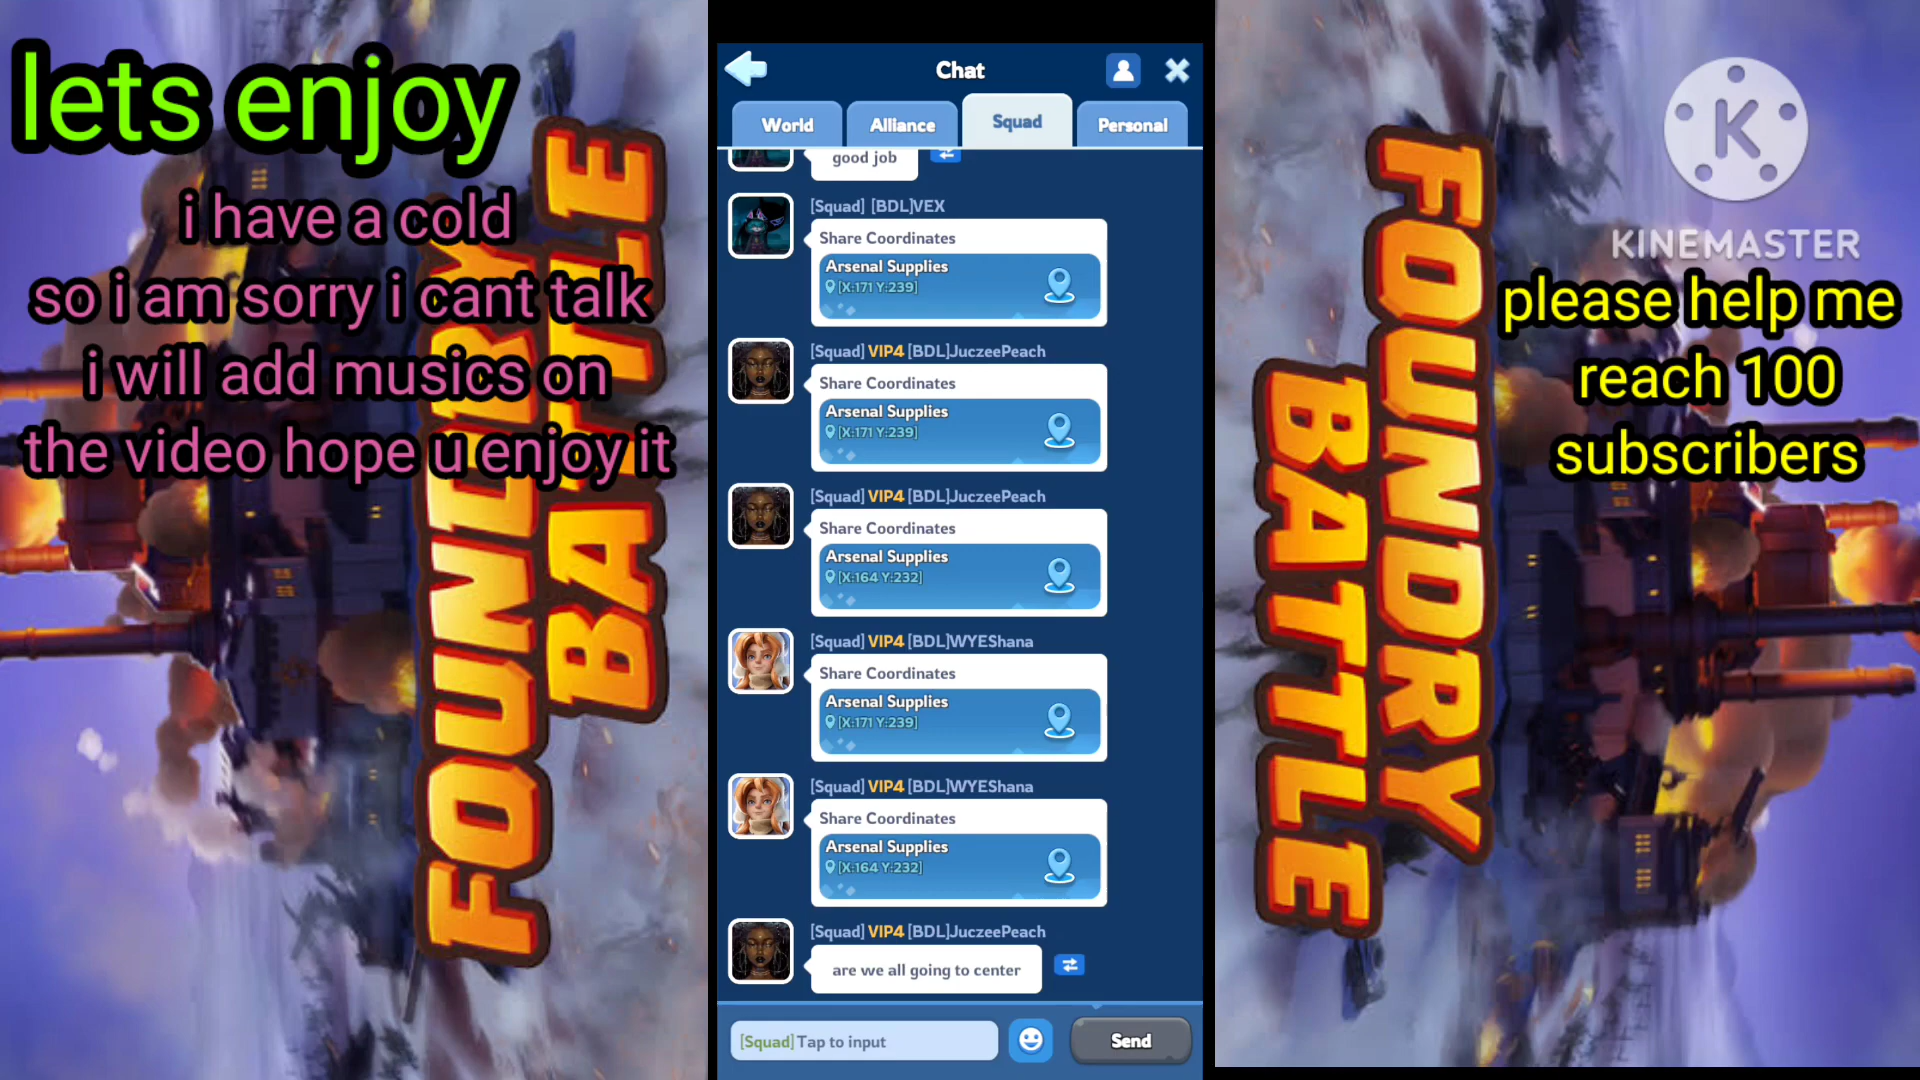 lets enjoy
i have a cold
so i am sorry i cant talk
i will add musics on
the video hope u enjoy it
FOUNDRY
BATTLE
Chat
World
Alliance
Squad
Personal
good job
[Squad] [BDL]VEX
Share Coordinates
Arsenal Supplies
[X:171 Y:239]
[Squad] VIP4 [BDL]JuczeePeach
Share Coordinates
Arsenal Supplies
[X:171 Y:239]
[Squad] VIP4 [BDL]JuczeePeach
Share Coordinates
Arsenal Supplies
[X:164 Y:232]
[Squad] VIP4 [BDL]WYEShana
Share Coordinates
Arsenal Supplies
[X:171 Y:239]
[Squad] VIP4 [BDL]WYEShana
Share Coordinates
Arsenal Supplies
[X:164 Y:232]
[Squad] VIP4 [BDL]JuczeePeach
are we all going to center
[Squad] Tap to input
Send
FOUNDRY
BATTLE
K
KINEMASTER
please help me
reach 100
subscribers